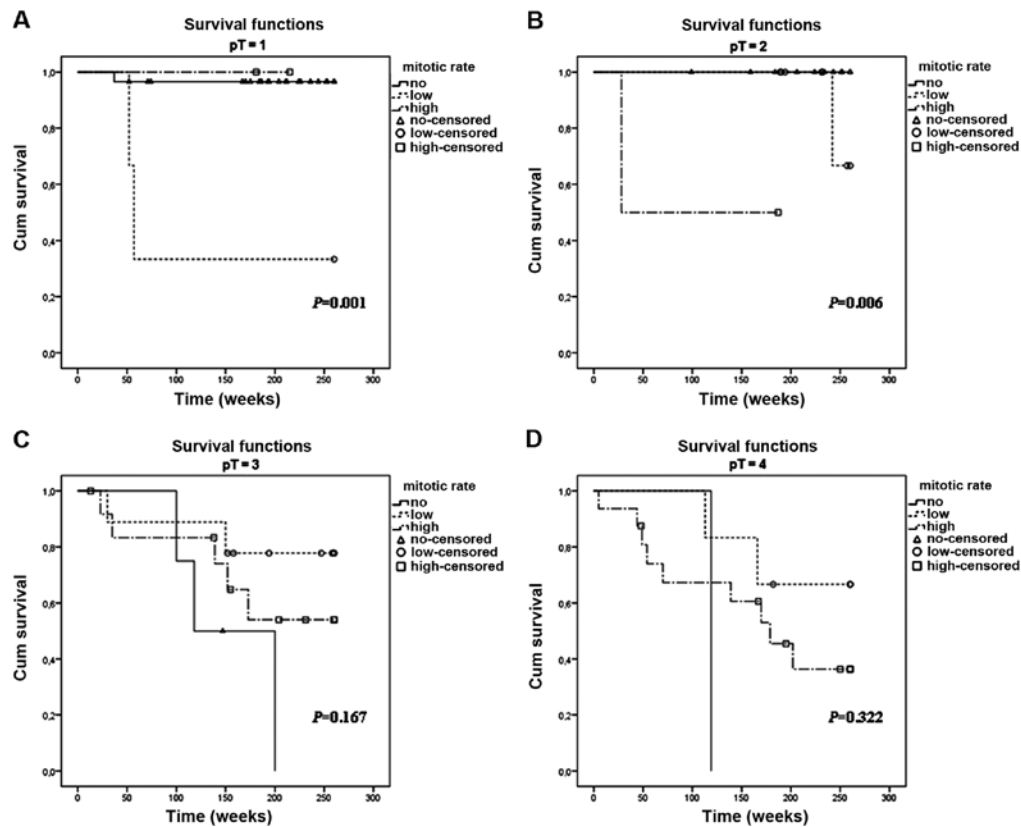 A
Survival functions
pT = 1
1,0
0,8
0,6
0,4
0,2
0,0
Cum survival
0 50 100 150 200 250 300
Time (weeks)
P=0.001
mitotic rate
no
low
high
no-censored
low-censored
high-censored
B
Survival functions
pT = 2
1,0
0,8
0,6
0,4
0,2
0,0
Cum survival
0 50 100 150 200 250 300
Time (weeks)
P=0.006
mitotic rate
no
low
high
no-censored
low-censored
high-censored
C
Survival functions
pT = 3
1,0
0,8
0,6
0,4
0,2
0,0
Cum survival
0 50 100 150 200 250 300
Time (weeks)
P=0.167
mitotic rate
no
low
high
no-censored
low-censored
high-censored
D
Survival functions
pT = 4
1,0
0,8
0,6
0,4
0,2
0,0
Cum survival
0 50 100 150 200 250 300
Time (weeks)
P=0.322
mitotic rate
no
low
high
no-censored
low-censored
high-censored